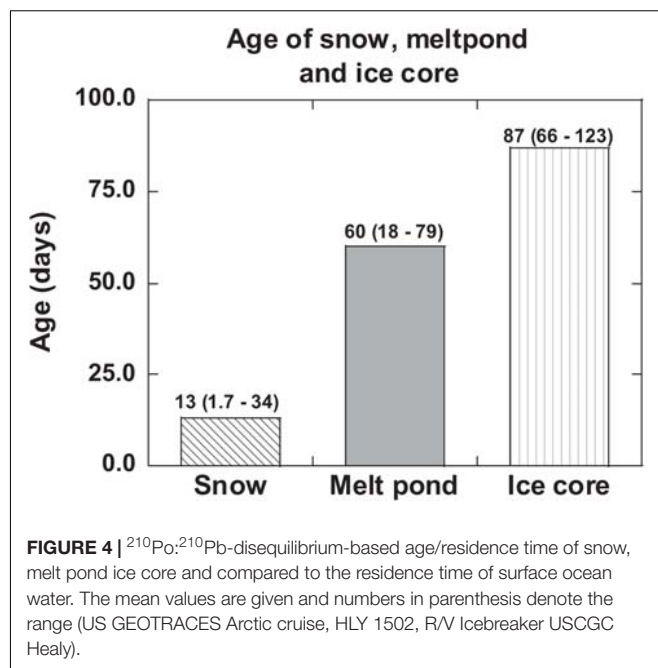 Age of snow, meltpond
and ice core
100.0
75.0
50.0
25.0
0.0
Age (days)
13 (1.7 - 34)
60 (18 - 79)
87 (66 - 123)
Snow
Melt pond
Ice core
FIGURE 4 | ²¹⁰Po:²¹⁰Pb-disequilibrium-based age/residence time of snow,
melt pond ice core and compared to the residence time of surface ocean
water. The mean values are given and numbers in parenthesis denote the
range (US GEOTRACES Arctic cruise, HLY 1502, R/V Icebreaker USCGC
Healy).